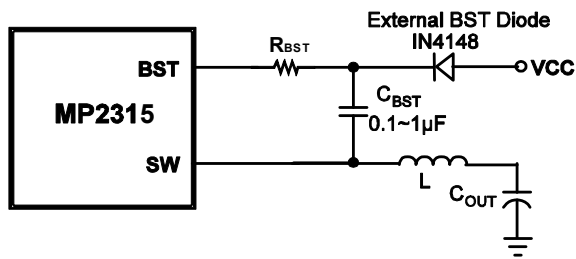 External BST Diode
IN4148
RBST
BST
VCC
MP2315
CBST
0.1~1µF
SW
L
COUT